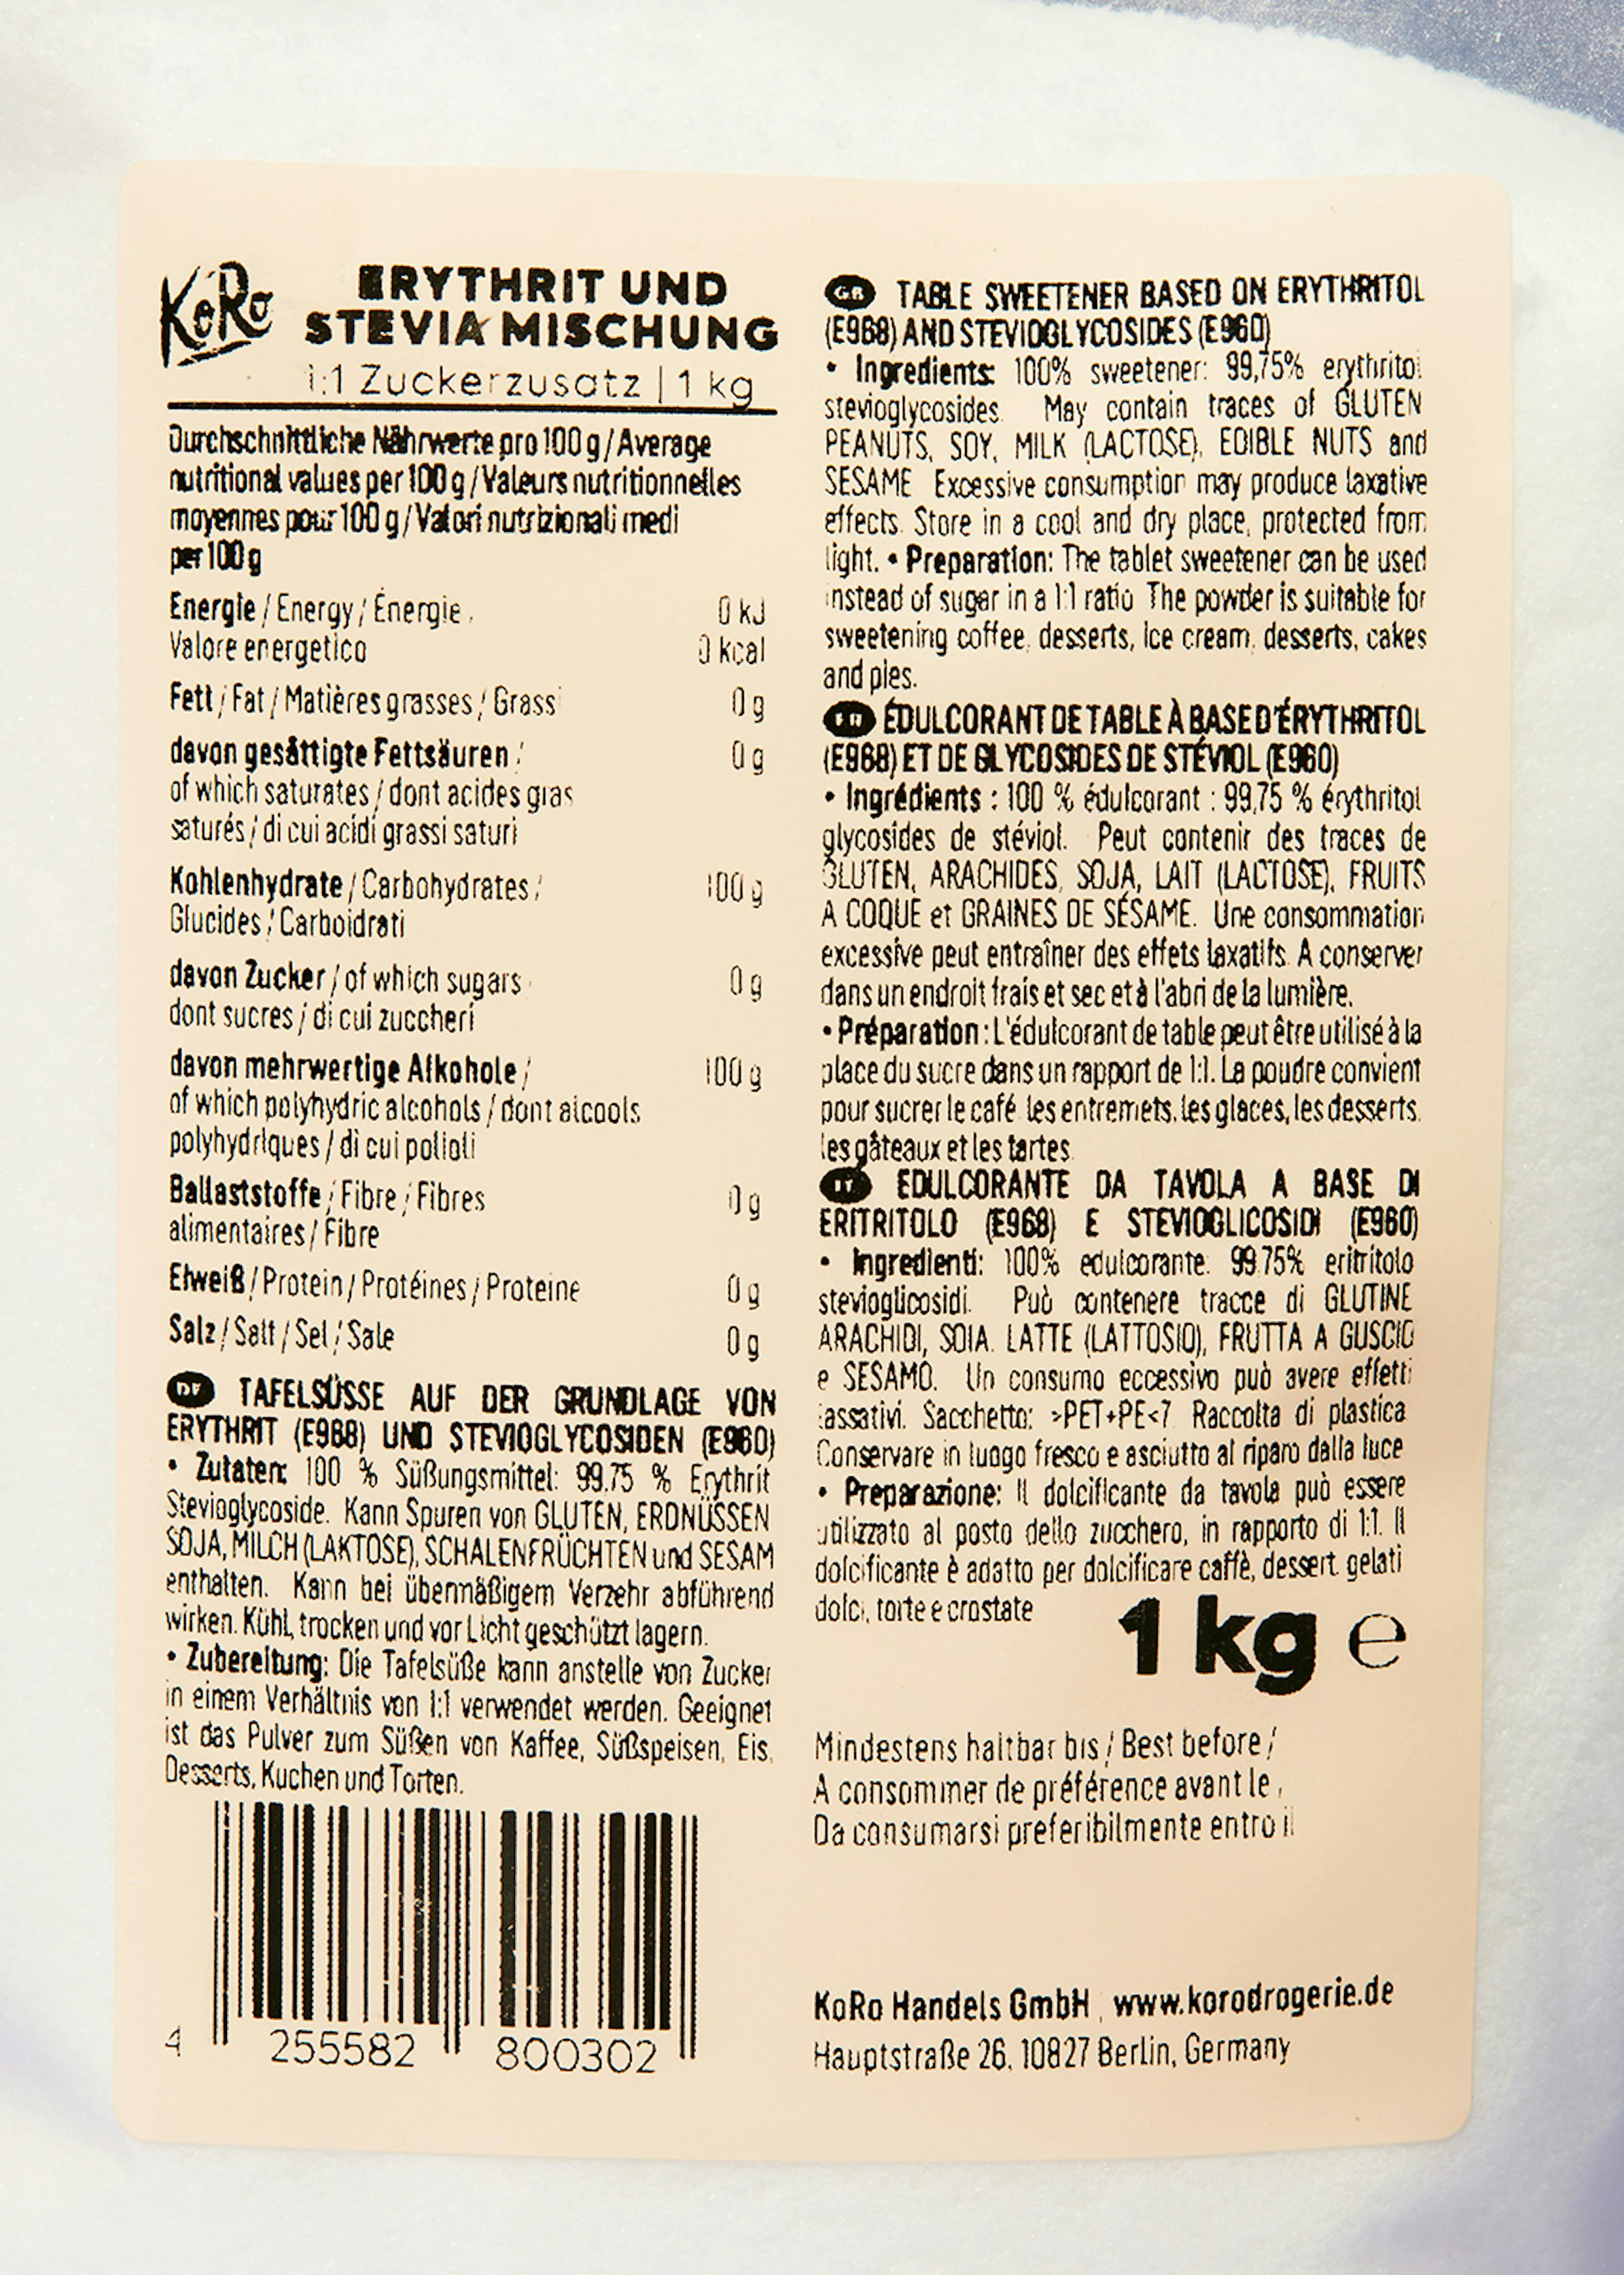 KoRo
ERYTHRIT UND
STEVIA MISCHUNG
1:1 Zuckerzusatz | 1 kg
Durchschnittliche Nährwerte pro 100 g / Average
nutritional values per 100 g / Valeurs nutritionnelles
moyennes pour 100 g / Valori nutrizionali medi
per 100 g
Energie / Energy / Énergie / 0 kJ
Valore energetico 0 kcal
Fett / Fat / Matières grasses / Grassi 0 g
davon gesättigte Fettsäuren / 0 g
of which saturates / dont acides gras
saturés / di cui acidi grassi saturi
Kohlenhydrate / Carbohydrates / 100 g
Glucides / Carboidrati
davon Zucker / of which sugars 0 g
dont sucres / di cui zuccheri
davon mehrwertige Alkohole / 100 g
of which polyhydric alcohols / dont alcools
polyhydriques / di cui polioli
Ballaststoffe / Fibre / Fibres 0 g
alimentaires / Fibre
Eiweiß / Protein / Protéines / Proteine 0 g
Salz / Salt / Sel / Sale 0 g
DE TAFELSÜSSE AUF DER GRUNDLAGE VON
ERYTHRIT (E968) UND STEVIOGLYCOSIDEN (E960)
• Zutaten: 100 % Süßungsmittel: 99.75 % Erythrit
Stevioglycoside. Kann Spuren von GLUTEN, ERDNÜSSEN
SOJA, MILCH (LAKTOSE), SCHALENFRÜCHTEN und SESAM
enthalten. Kann bei übermäßigem Verzehr abführend
wirken. Kühl, trocken und vor Licht geschützt lagern.
• Zubereitung: Die Tafelsüße kann anstelle von Zucker
in einem Verhältnis von 1:1 verwendet werden. Geeignet
ist das Pulver zum Süßen von Kaffee, Süßspeisen, Eis,
Desserts, Kuchen und Torten.
4 255582 800302
GB TABLE SWEETENER BASED ON ERYTHRITOL
(E968) AND STEVIOGLYCOSIDES (E960)
• Ingredients: 100% sweetener: 99,75% erythritol
stevioglycosides. May contain traces of GLUTEN
PEANUTS, SOY, MILK (LACTOSE), EDIBLE NUTS and
SESAME Excessive consumption may produce laxative
effects. Store in a cool and dry place, protected from
light. • Preparation: The tablet sweetener can be used
instead of sugar in a 1:1 ratio The powder is suitable for
sweetening coffee, desserts, ice cream, desserts, cakes
and pies.
ÉDULCORANT DE TABLE À BASE D'ÉRYTHRITOL
(E968) ET DE GLYCOSIDES DE STÉVIOL (E960)
• Ingrédients : 100 % édulcorant : 99,75 % érythritol
glycosides de stéviol. Peut contenir des traces de
GLUTEN, ARACHIDES, SOJA, LAIT (LACTOSE), FRUITS
A COQUE et GRAINES DE SÉSAME. Une consommation
excessive peut entraîner des effets laxatifs. A conserver
dans un endroit frais et sec et à l'abri de la lumière.
• Préparation : L'édulcorant de table peut être utilisé à la
place du sucre dans un rapport de 1:1. La poudre convient
pour sucrer le café les entremets, les glaces, les desserts,
les gâteaux et les tartes
IT EDULCORANTE DA TAVOLA A BASE DI
ERITRITOLO (E968) E STEVIOGLICOSIDI (E960)
• Ingredienti: 100% edulcorante: 99.75% eritritolo
stevioglicosidi. Può contenere tracce di GLUTINE
ARACHIDI, SOIA. LATTE (LATTOSIO), FRUTTA A GUSCIO
e SESAMO. Un consumo eccessivo può avere effetti
lassativi. Sacchetto: >PET+PE<7 Raccolta di plastica
Conservare in luogo fresco e asciutto al riparo dalla luce
• Preparazione: Il dolcificante da tavola può essere
utilizzato al posto dello zucchero, in rapporto di 1:1. Il
dolcificante è adatto per dolcificare caffè, dessert. gelati
dolci, torte e crostate
1 kg e
Mindestens haltbar bis / Best before /
A consommer de préférence avant le /
Da consumarsi preferibilmente entro il
KoRo Handels GmbH, www.korodrogerie.de
Hauptstraße 26, 10827 Berlin, Germany